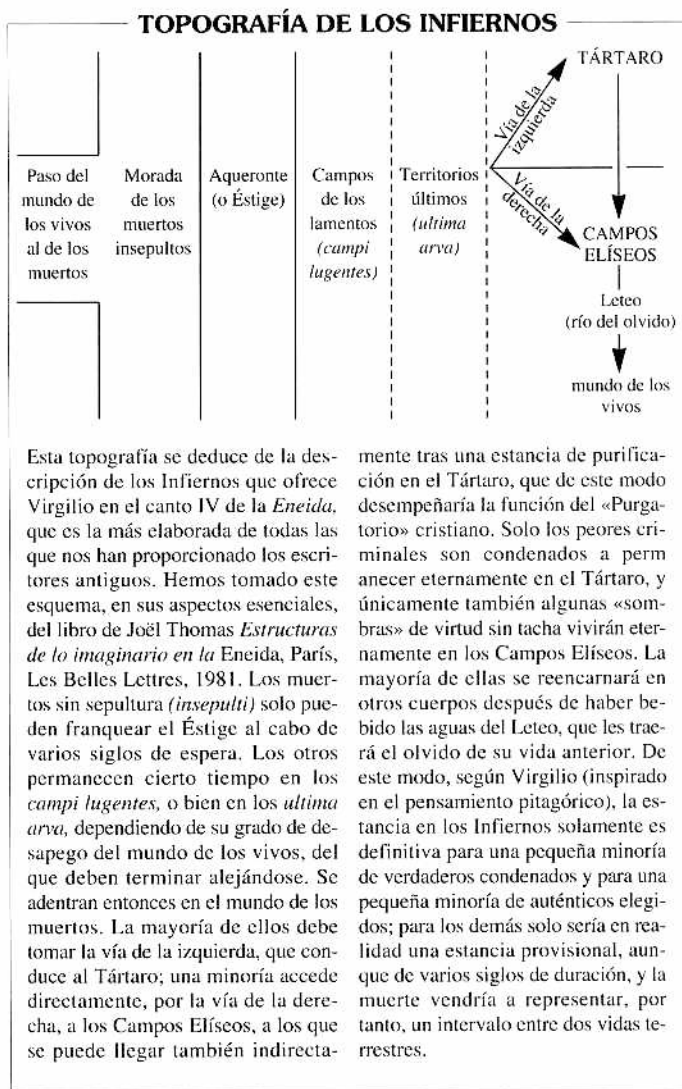 TOPOGRAFÍA DE LOS INFIERNOS
Paso del
mundo de
los vivos
al de los
muertos
Morada
de los
muertos
insepultos
Aqueronte
(o Éstige)
Campos
de los
lamentos
(campi
lugentes)
Territorios
últimos
(ultima
arva)
Vía de la
izquierda
Vía de la
derecha
TÁRTARO
CAMPOS
ELÍSEOS
Leteo
(río del olvido)
mundo de los
vivos
Esta topografía se deduce de la des-
cripción de los Infiernos que ofrece
Virgilio en el canto IV de la Eneida,
que es la más elaborada de todas las
que nos han proporcionado los escri-
tores antiguos. Hemos tomado este
esquema, en sus aspectos esenciales,
del libro de Joël Thomas Estructuras
de lo imaginario en la Eneida, París,
Les Belles Lettres, 1981. Los muer-
tos sin sepultura (insepulti) solo pue-
den franquear el Éstige al cabo de
varios siglos de espera. Los otros
permanecen cierto tiempo en los
campi lugentes, o bien en los ultima
arva, dependiendo de su grado de de-
sapego del mundo de los vivos, del
que deben terminar alejándose. Se
adentran entonces en el mundo de los
muertos. La mayoría de ellos debe
tomar la vía de la izquierda, que con-
duce al Tártaro; una minoría accede
directamente, por la vía de la dere-
cha, a los Campos Elíseos, a los que
se puede llegar también indirecta-
mente tras una estancia de purifica-
ción en el Tártaro, que de este modo
desempeñaría la función del «Purga-
torio» cristiano. Solo los peores cri-
minales son condenados a perm
anecer eternamente en el Tártaro, y
únicamente también algunas «som-
bras» de virtud sin tacha vivirán eter-
namente en los Campos Elíseos. La
mayoría de ellas se reencarnará en
otros cuerpos después de haber be-
bido las aguas del Leteo, que les trae-
rá el olvido de su vida anterior. De
este modo, según Virgilio (inspirado
en el pensamiento pitagórico), la es-
tancia en los Infiernos solamente es
definitiva para una pequeña minoría
de verdaderos condenados y para una
pequeña minoría de auténticos elegi-
dos; para los demás solo sería en rea-
lidad una estancia provisional, aun-
que de varios siglos de duración, y la
muerte vendría a representar, por
tanto, un intervalo entre dos vidas te-
rrestres.